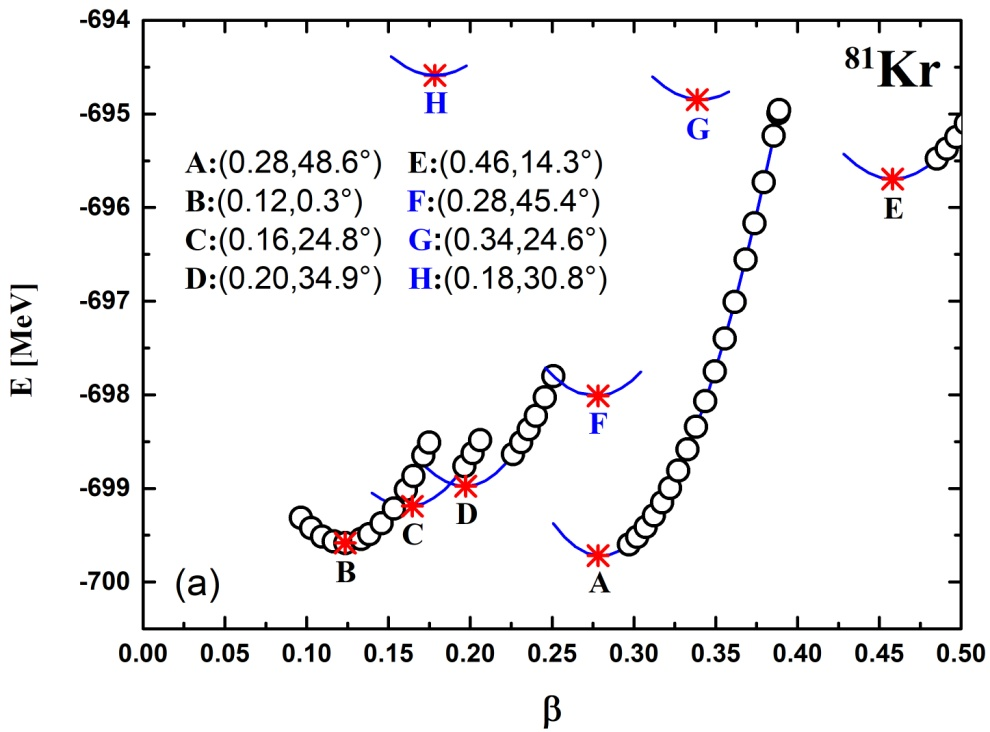 -694
-695
-696
-697
-698
-699
-700
E [MeV]
⁸¹Kr
H
G
E
A:(0.28,48.6°) E:(0.46,14.3°)
B:(0.12,0.3°) F:(0.28,45.4°)
C:(0.16,24.8°) G:(0.34,24.6°)
D:(0.20,34.9°) H:(0.18,30.8°)
F
D
C
B
A
(a)
0.00 0.05 0.10 0.15 0.20 0.25 0.30 0.35 0.40 0.45 0.50
β